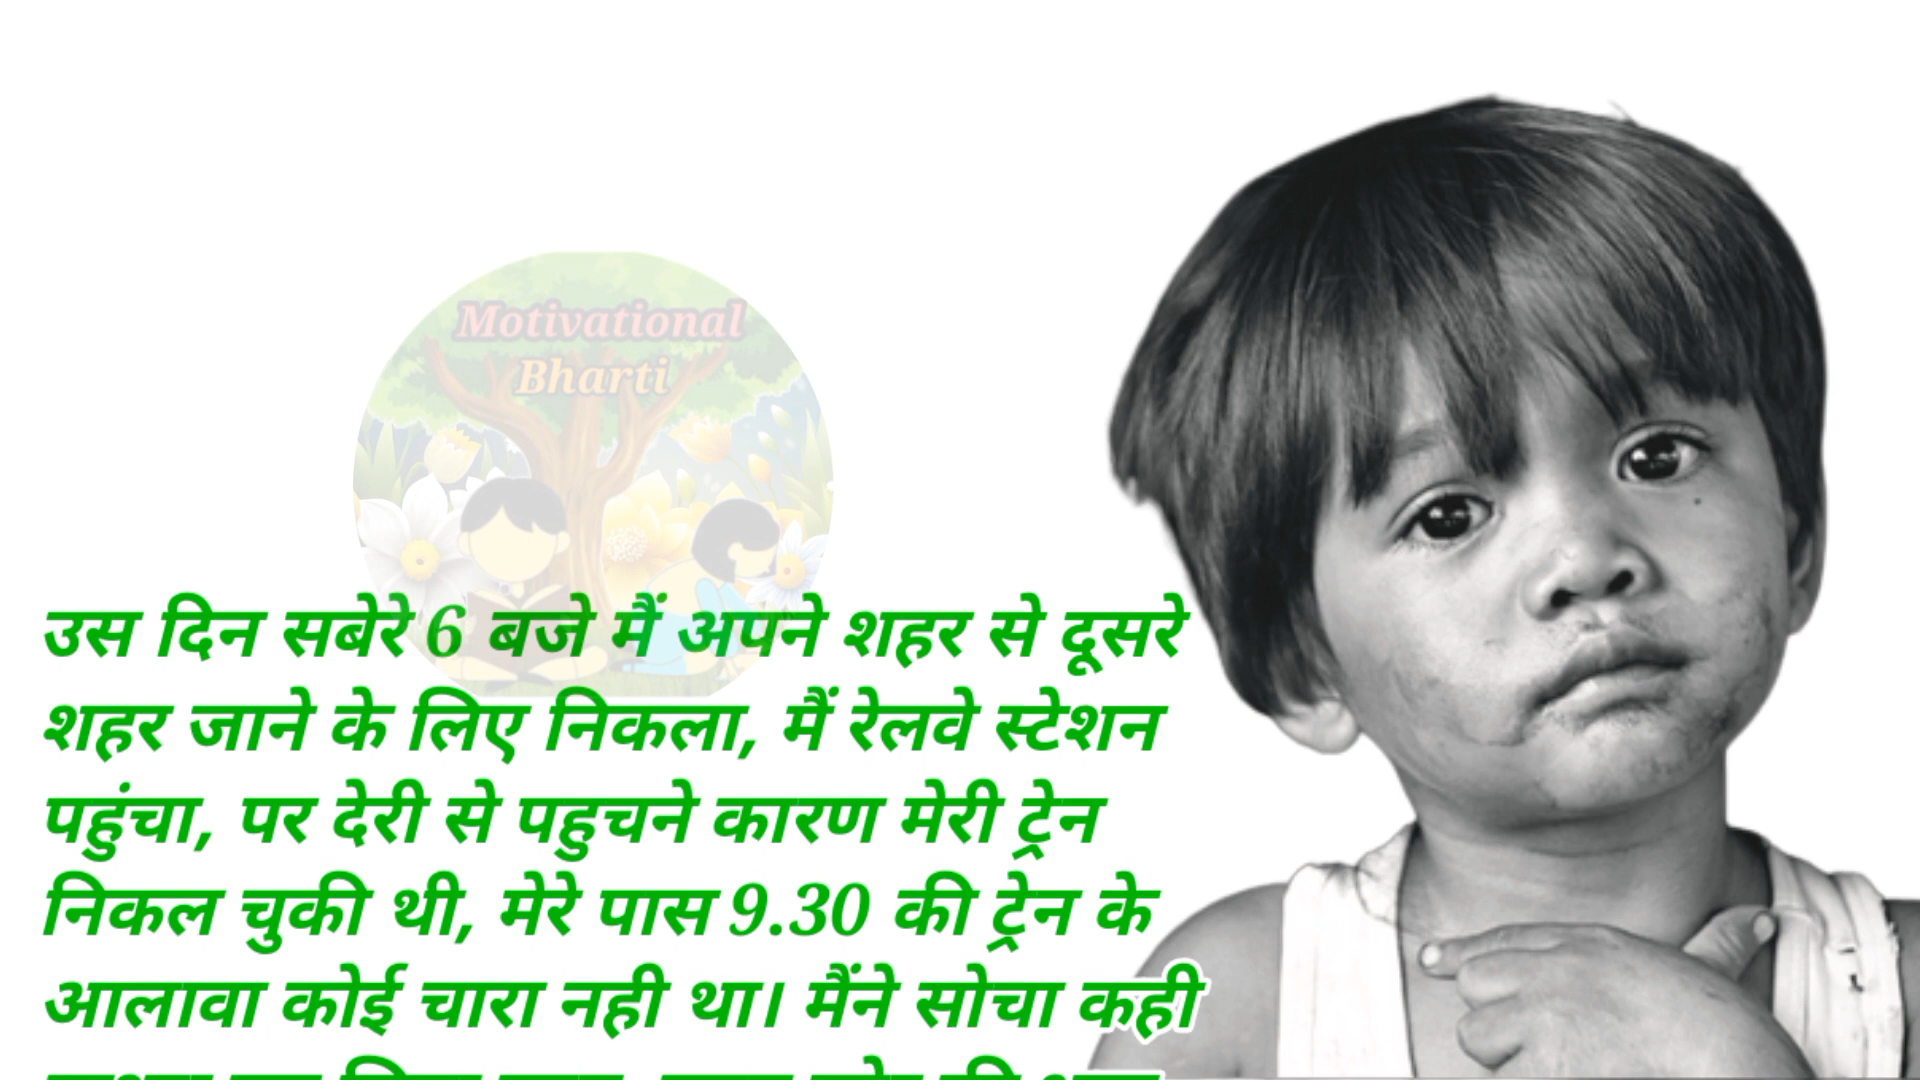 Motivational
Bharti
उस दिन सबेरे 6 बजे मैं अपने शहर से दूसरे
शहर जाने के लिए निकला, मैं रेलवे स्टेशन
पहुंचा, पर देरी से पहुचने कारण मेरी ट्रेन
निकल चुकी थी, मेरे पास 9.30 की ट्रेन के
आलावा कोई चारा नही था। मैंने सोचा कही